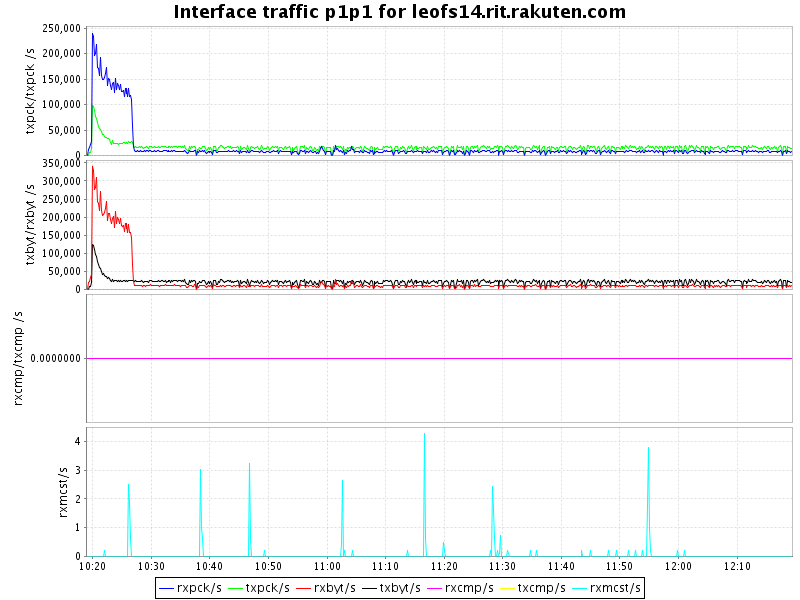 Interface traffic p1p1 for leofs14.rit.rakuten.com
txpck/txpck /s
250,000
200,000
150,000
100,000
50,000
0
txbyt/rxbyt /s
350,000
300,000
250,000
200,000
150,000
100,000
50,000
0
rxcmp/txcmp /s
0.0000000
rxmcst/s
4
3
2
1
0
10:20 10:30 10:40 10:50 11:00 11:10 11:20 11:30 11:40 11:50 12:00 12:10
rxpck/s txpck/s rxbyt/s txbyt/s rxcmp/s txcmp/s rxmcst/s